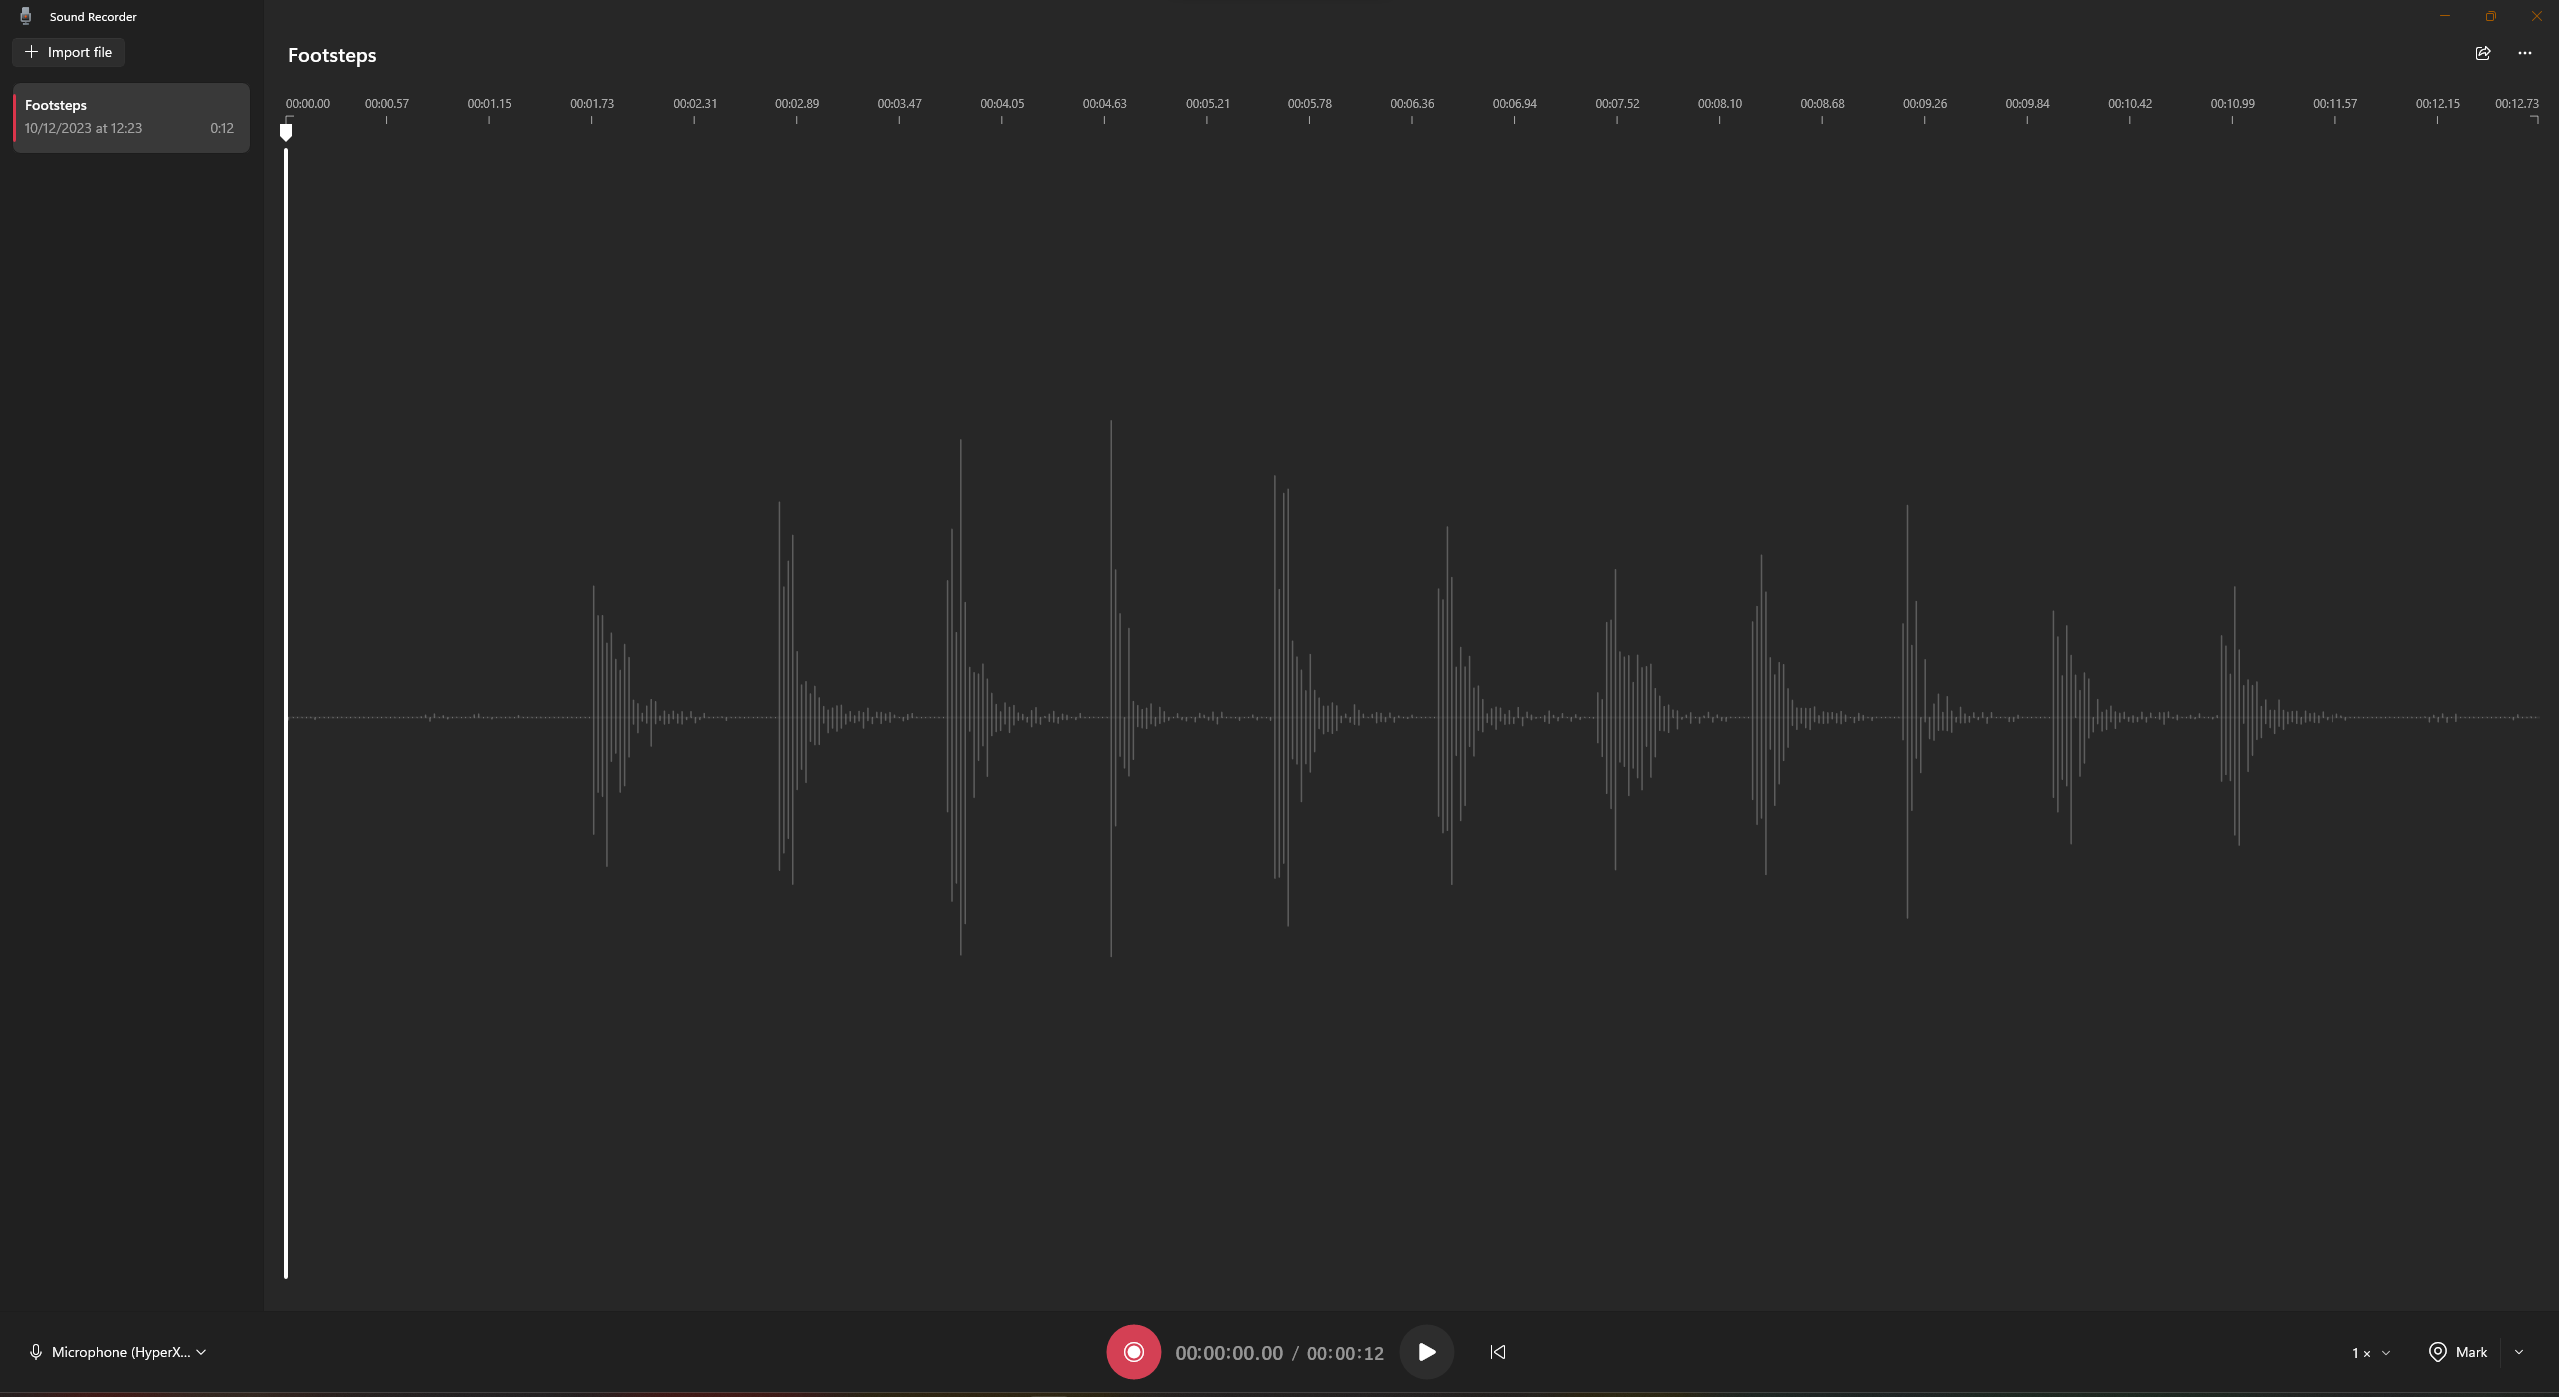 Sound Recorder
Import file
Footsteps
10/12/2023 at 12:23 0:12
Footsteps
00:00.00 00:00.57 00:01.15 00:01.73 00:02.31 00:02.89 00:03.47 00:04.05 00:04.63 00:05.21 00:05.78 00:06.36 00:06.94 00:07.52 00:08.10 00:08.68 00:09.26 00:09.84 00:10.42 00:10.99 00:11.57 00:12.15 00:12.73
Microphone (HyperX... 00:00:00.00 / 00:00:12 1 × Mark